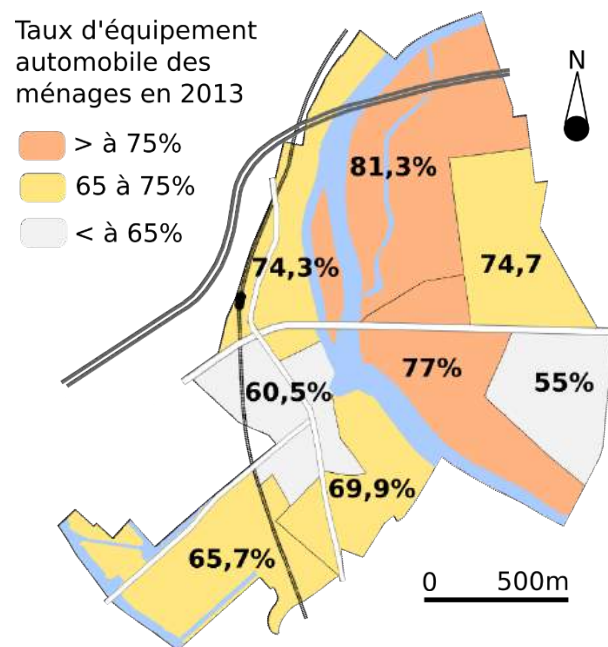 Taux d'équipement
automobile des
ménages en 2013
> à 75%
65 à 75%
< à 65%
N
81,3%
74,3%
74,7
77%
55%
60,5%
69,9%
65,7%
0 500m